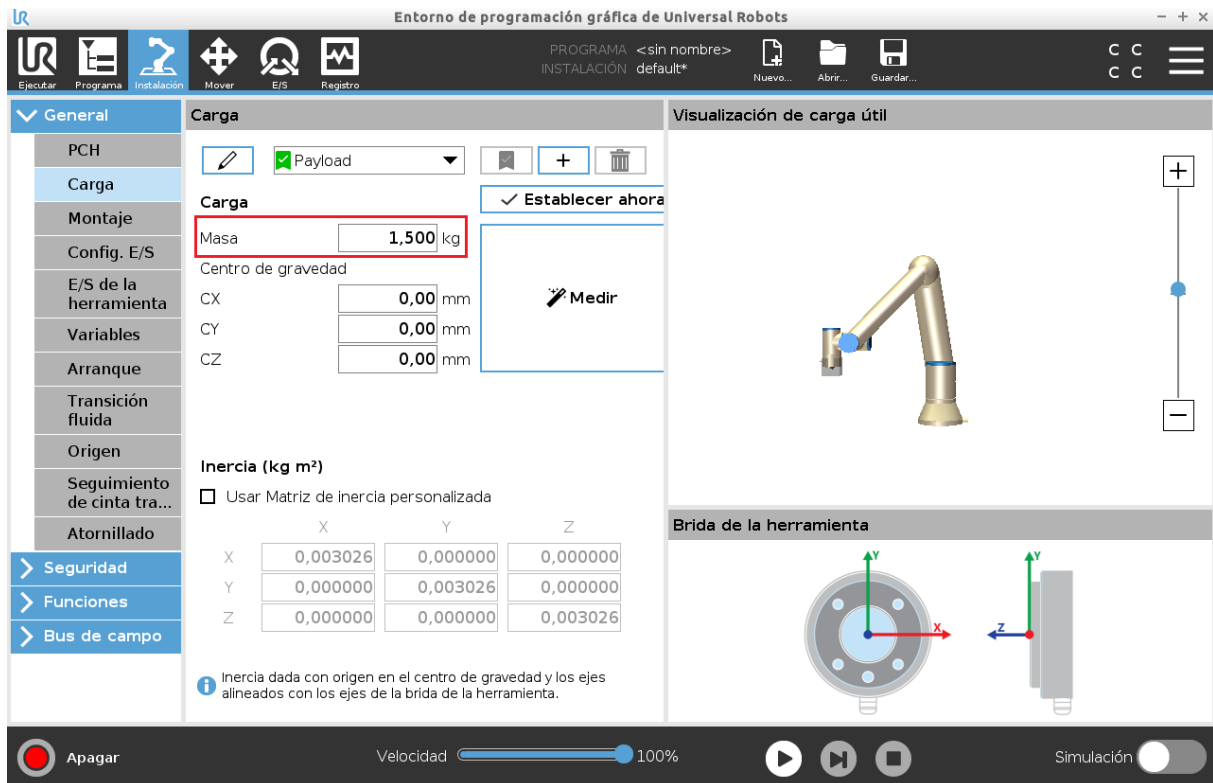 Entorno de programación gráfica de Universal Robots
PROGRAMA <sin nombre>
INSTALACIÓN default*
Ejecutar Programa Instalación Mover E/S Registro
Nuevo... Abrir... Guardar...
C C
C C
General
PCH
Carga
Montaje
Config. E/S
E/S de la
herramienta
Variables
Arranque
Transición
fluida
Origen
Seguimiento
de cinta tra...
Atornillado
Seguridad
Funciones
Bus de campo
Carga
Payload
+
Carga
Establecer ahora
Masa 1,500 kg
Centro de gravedad
CX 0,00 mm
CY 0,00 mm
CZ 0,00 mm
Medir
Inercia (kg m²)
Usar Matriz de inercia personalizada
X Y Z
X 0,003026 0,000000 0,000000
Y 0,000000 0,003026 0,000000
Z 0,000000 0,000000 0,003026
Inercia dada con origen en el centro de gravedad y los ejes
alineados con los ejes de la brida de la herramienta.
Visualización de carga útil
Brida de la herramienta
Y Y
X Z
Apagar
Velocidad 100%
Simulación